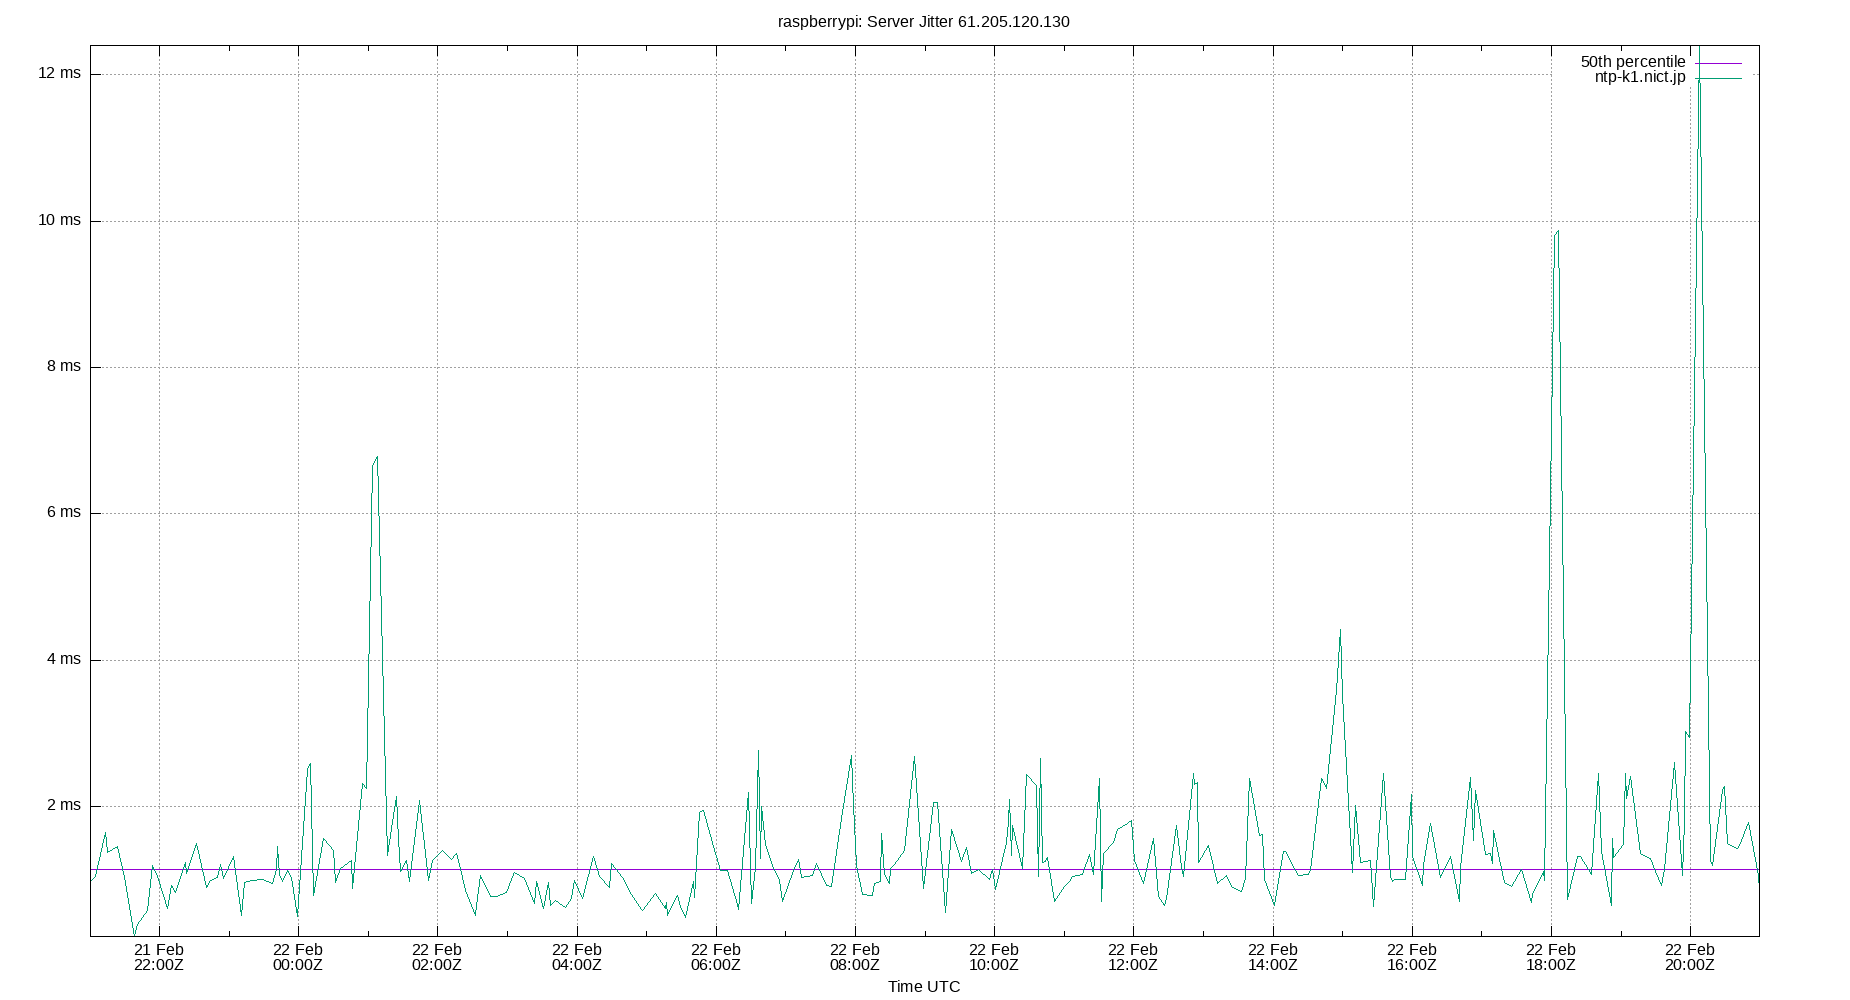 raspberrypi: Server Jitter 61.205.120.130
50th percentile
ntp-k1.nict.jp
12 ms
10 ms
8 ms
6 ms
4 ms
2 ms
21 Feb 22 Feb 22 Feb 22 Feb 22 Feb 22 Feb 22 Feb 22 Feb 22 Feb 22 Feb 22 Feb 22 Feb
22:00Z 00:00Z 02:00Z 04:00Z 06:00Z 08:00Z 10:00Z 12:00Z 14:00Z 16:00Z 18:00Z 20:00Z
Time UTC